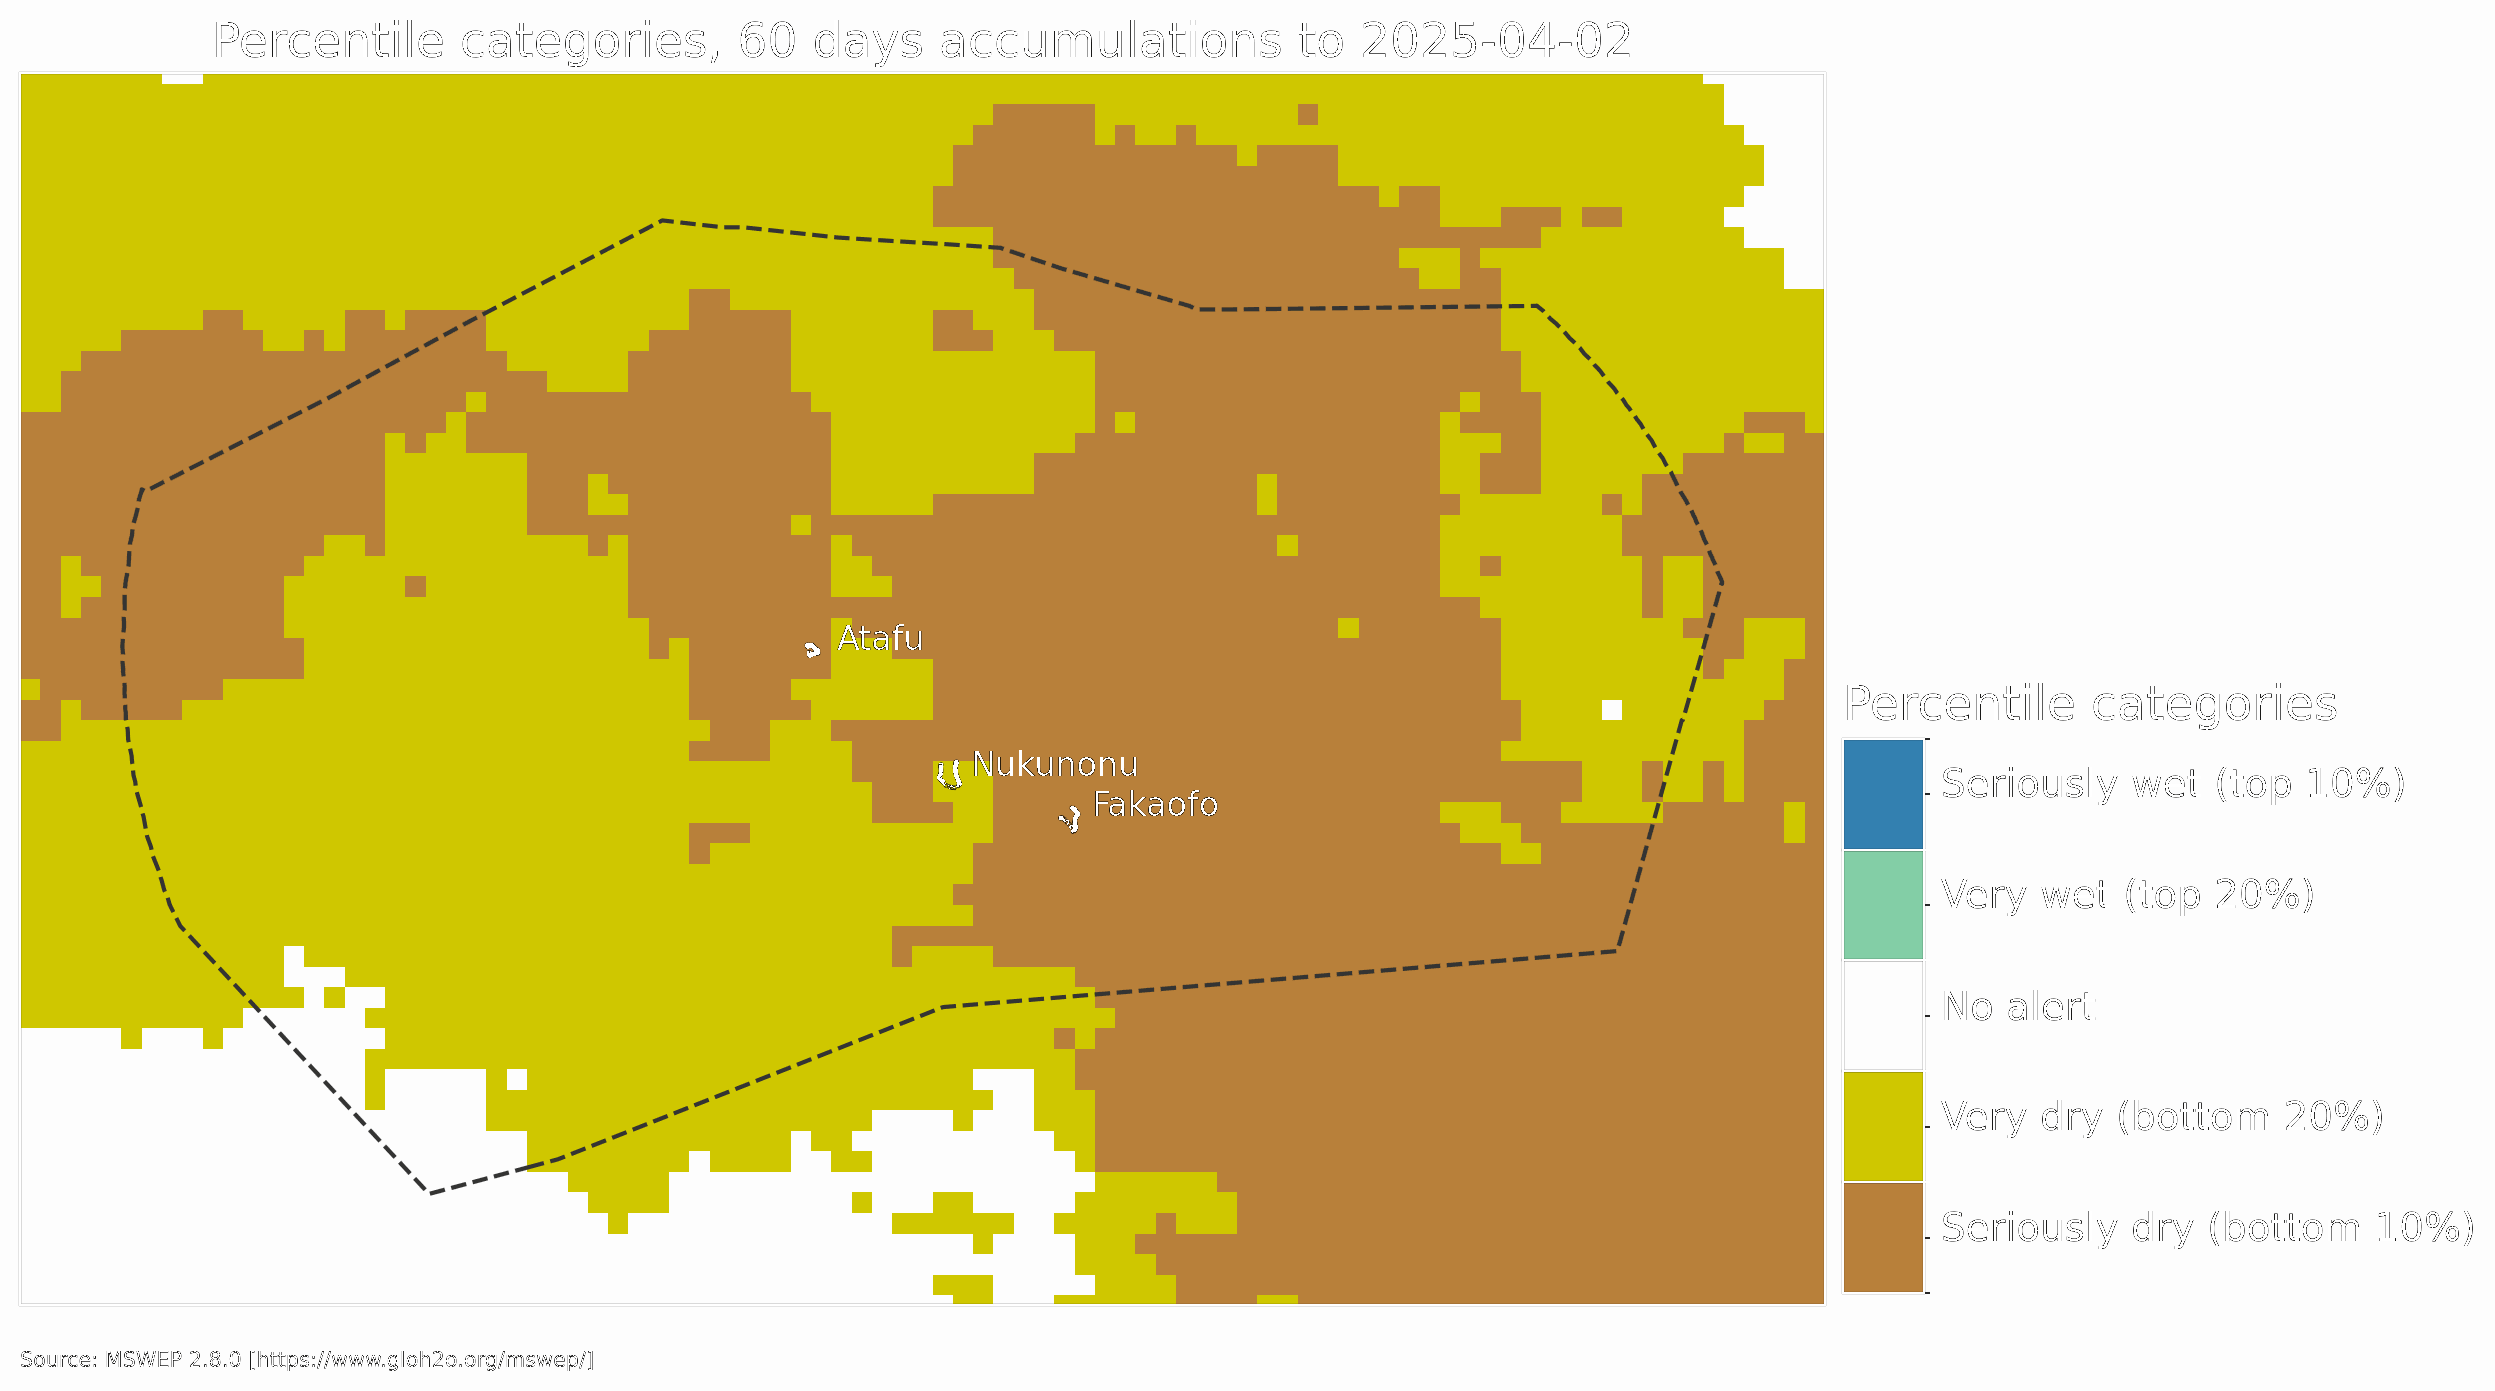 Percentile categories, 60 days accumulations to 2025-04-02
Atafu
Nukunonu
Fakaofo
Percentile categories
Seriously wet (top 10%)
Very wet (top 20%)
No alert
Very dry (bottom 20%)
Seriously dry (bottom 10%)
Source: MSWEP 2.8.0 [https://www.gloh2o.org/mswep/]